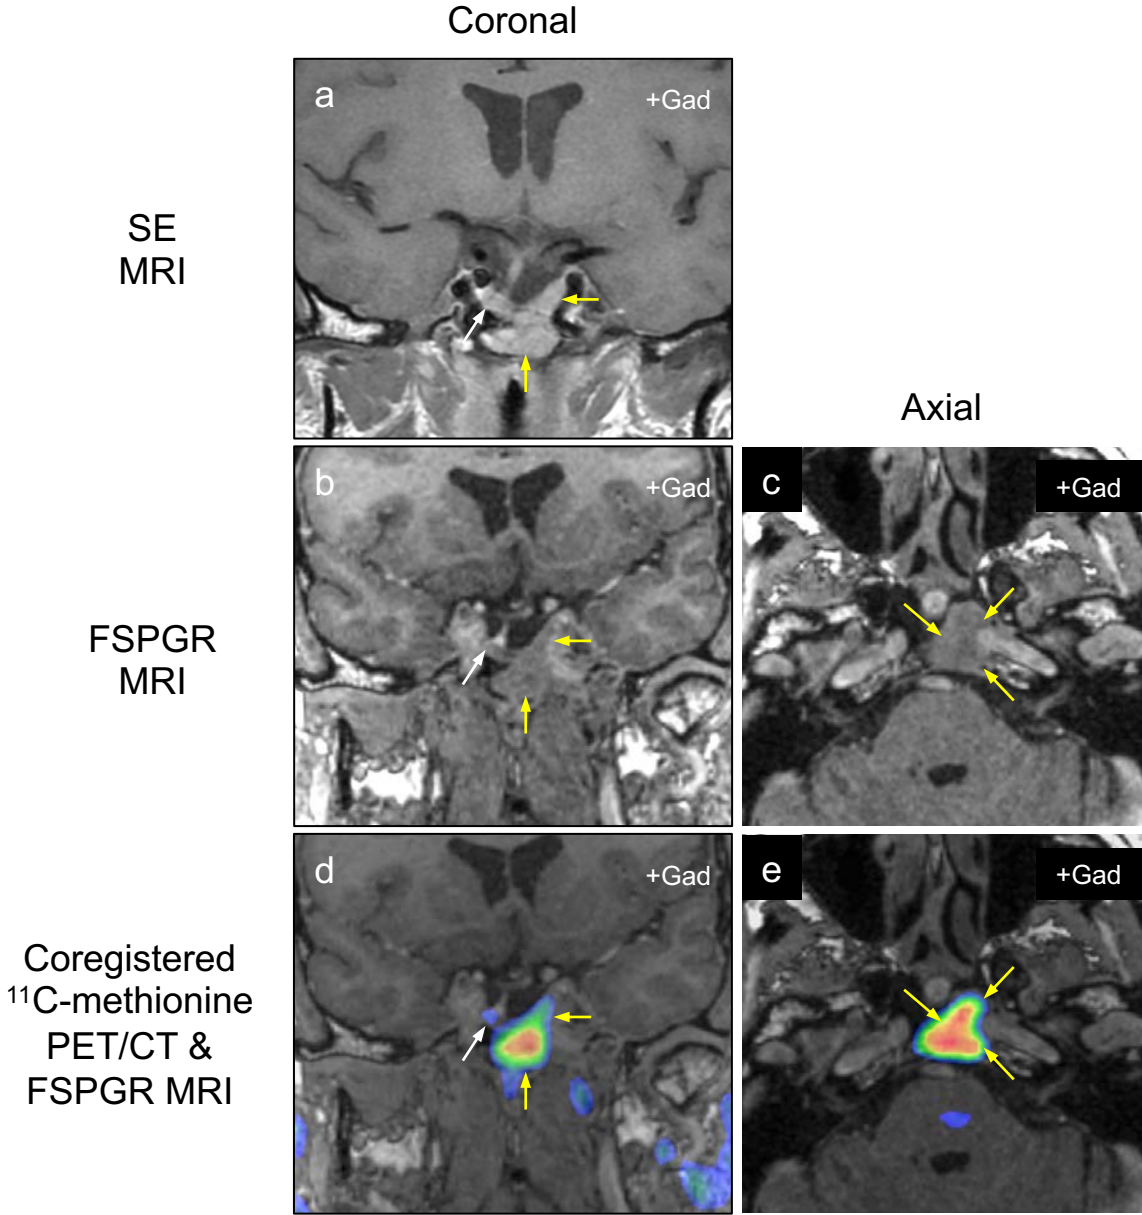 Coronal
a
+Gad
SE
MRI
Axial
b
+Gad
c
+Gad
FSPGR
MRI
d
+Gad
e
+Gad
Coregistered
¹¹C-methionine
PET/CT &
FSPGR MRI